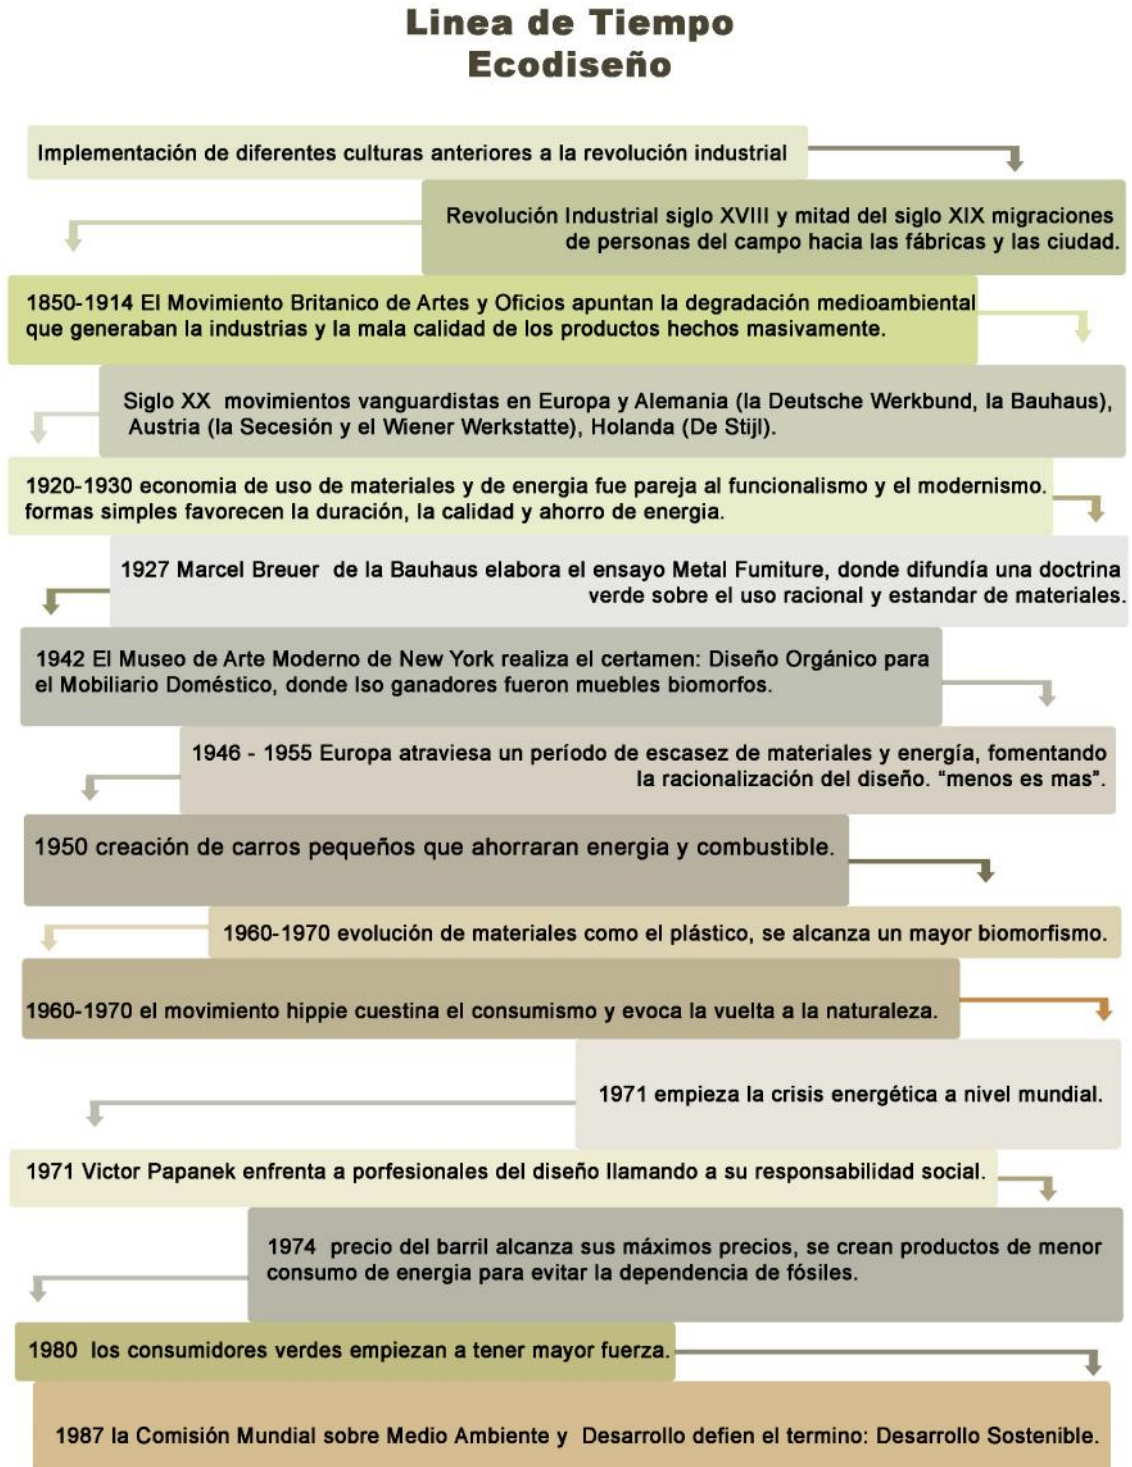 Linea de Tiempo
Ecodiseño
Implementación de diferentes culturas anteriores a la revolución industrial
Revolución Industrial siglo XVIII y mitad del siglo XIX migraciones
de personas del campo hacia las fábricas y las ciudad.
1850-1914 El Movimiento Britanico de Artes y Oficios apuntan la degradación medioambiental
que generaban la industrias y la mala calidad de los productos hechos masivamente.
Siglo XX movimientos vanguardistas en Europa y Alemania (la Deutsche Werkbund, la Bauhaus),
Austria (la Secesión y el Wiener Werkstatte), Holanda (De Stijl).
1920-1930 economia de uso de materiales y de energia fue pareja al funcionalismo y el modernismo.
formas simples favorecen la duración, la calidad y ahorro de energia.
1927 Marcel Breuer de la Bauhaus elabora el ensayo Metal Fumiture, donde difundía una doctrina
verde sobre el uso racional y estandar de materiales.
1942 El Museo de Arte Moderno de New York realiza el certamen: Diseño Orgánico para
el Mobiliario Doméstico, donde lso ganadores fueron muebles biomorfos.
1946 - 1955 Europa atraviesa un período de escasez de materiales y energía, fomentando
la racionalización del diseño. “menos es mas”.
1950 creación de carros pequeños que ahorraran energia y combustible.
1960-1970 evolución de materiales como el plástico, se alcanza un mayor biomorfismo.
1960-1970 el movimiento hippie cuestina el consumismo y evoca la vuelta a la naturaleza.
1971 empieza la crisis energética a nivel mundial.
1971 Victor Papanek enfrenta a porfesionales del diseño llamando a su responsabilidad social.
1974 precio del barril alcanza sus máximos precios, se crean productos de menor
consumo de energia para evitar la dependencia de fósiles.
1980 los consumidores verdes empiezan a tener mayor fuerza.
1987 la Comisión Mundial sobre Medio Ambiente y Desarrollo defien el termino: Desarrollo Sostenible.